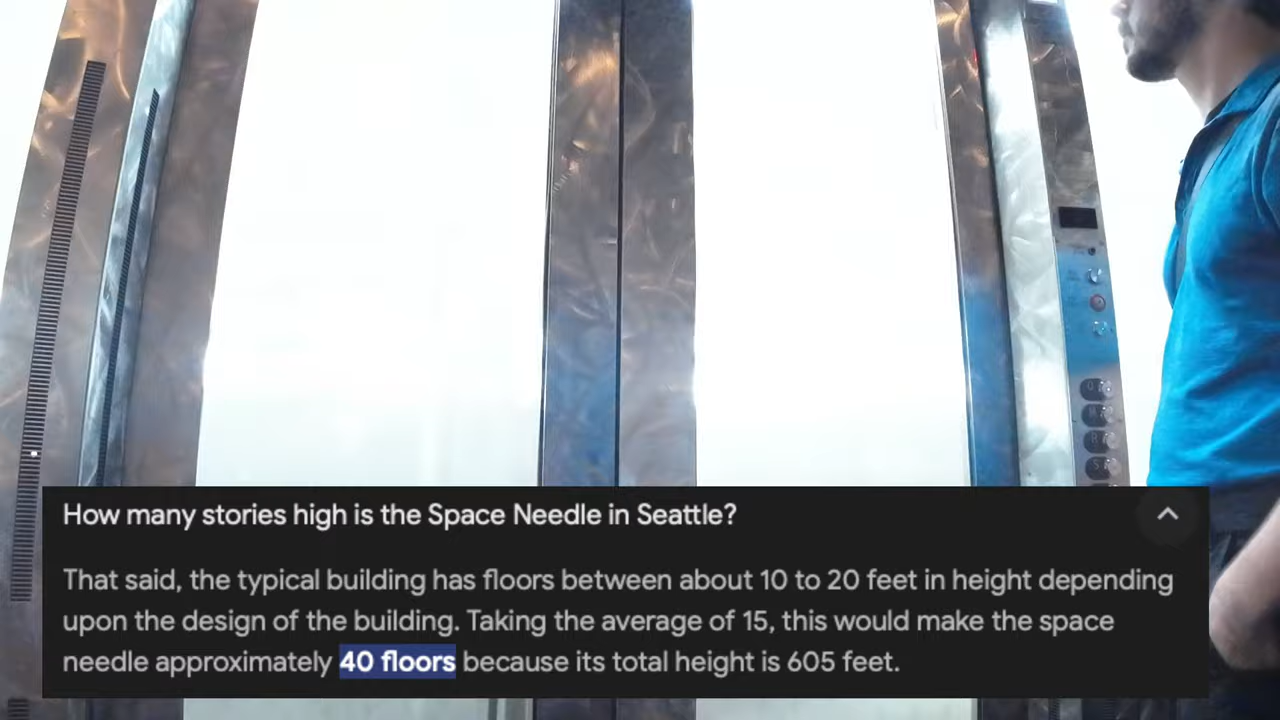 How many stories high is the Space Needle in Seattle?
That said, the typical building has floors between about 10 to 20 feet in height depending
upon the design of the building. Taking the average of 15, this would make the space
needle approximately 40 floors because its total height is 605 feet.